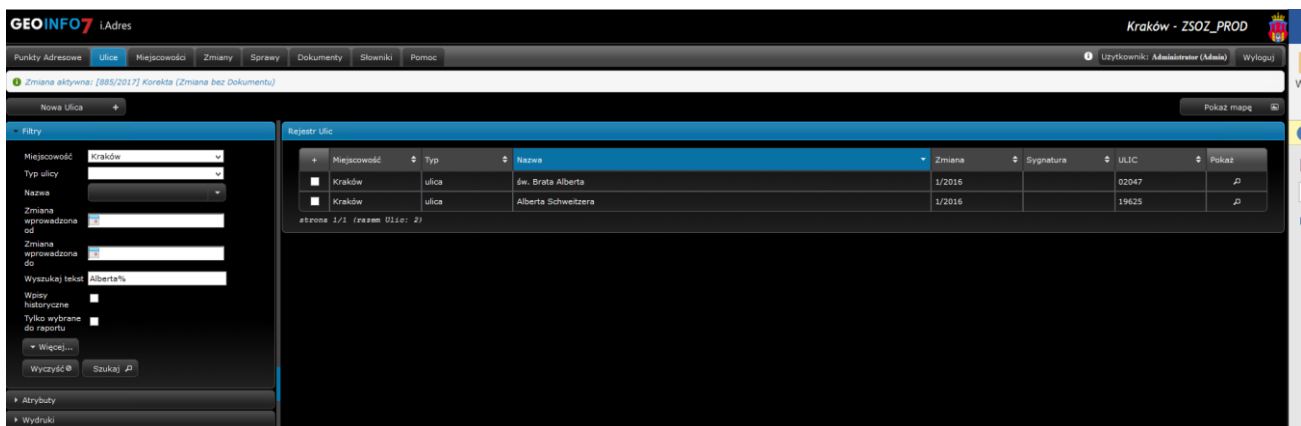 GEOINFO7 i.Adres
Kraków - ZSOZ_PROD
Punkty Adresowe Ulice Miejscowości Zmiany Sprawy Dokumenty Słowniki Pomoc
Użytkownik: Administrator (Admin) Wyloguj
Zmiana aktywna: [885/2017] Korekta (Zmiana bez Dokumentu)
Nowa Ulica +
Pokaż mapę
Filtry
Miejscowość Kraków
Typ ulicy
Nazwa
Zmiana
wprowadzona
od
Zmiana
wprowadzona
do
Wyszukaj tekst Alberta%
Wpisy
historyczne
Tylko wybrane
do raportu
Więcej...
Wyczyść Szukaj
Atrybuty
Wydruki
Rejestr Ulic
+ Miejscowość Typ Nazwa Zmiana Sygnatura ULIC Pokaż
Kraków ulica św. Brata Alberta 1/2016 02047
Kraków ulica Alberta Schweitzera 1/2016 19625
strona 1/1 (razem Ulic: 2)